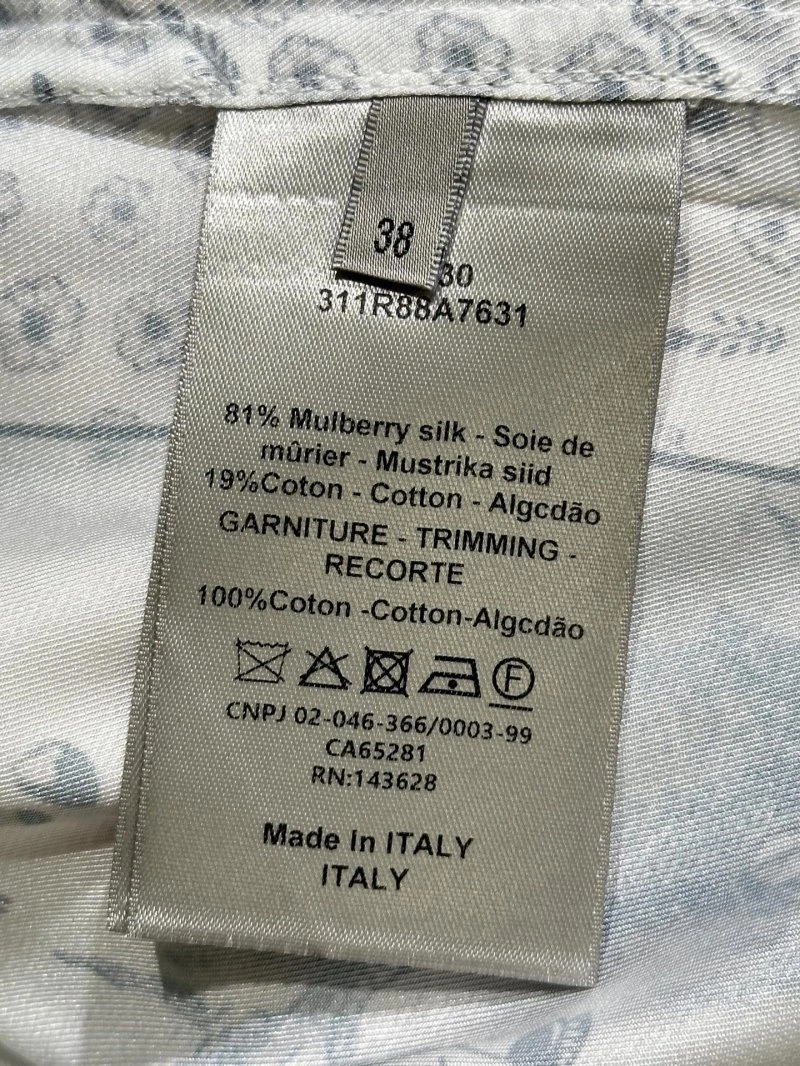 38
30
311R88A7631
81% Mulberry silk - Soie de
mûrier - Mustrika siid
19%Coton - Cotton - Algcdão
GARNITURE - TRIMMING -
RECORTE
100%Coton -Cotton-Algcdão
F
CNPJ 02-046-366/0003-99
CA65281
RN:143628
Made In ITALY
ITALY